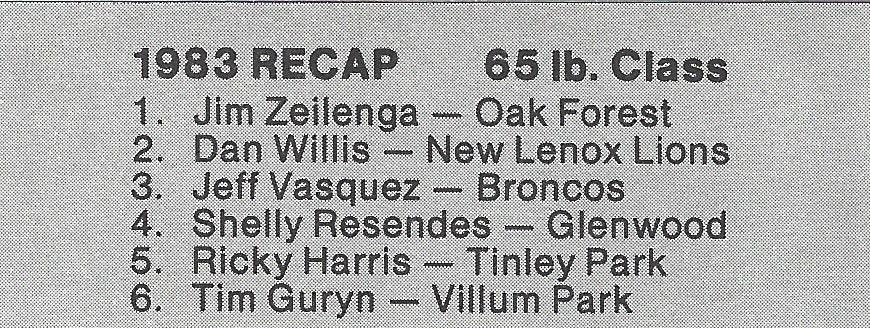 1983 RECAP 65 lb. Class
1. Jim Zeilenga — Oak Forest
2. Dan Willis — New Lenox Lions
3. Jeff Vasquez — Broncos
4. Shelly Resendes — Glenwood
5. Ricky Harris — Tinley Park
6. Tim Guryn — Villum Park